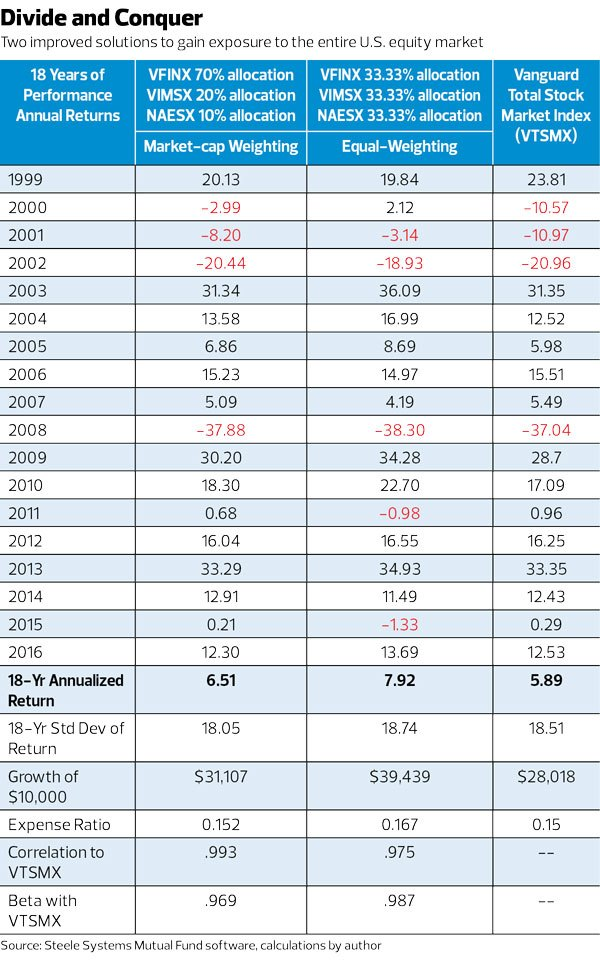 Divide and Conquer
Two improved solutions to gain exposure to the entire U.S. equity market
18 Years of Performance Annual Returns | VFINX 70% allocation VIMSX 20% allocation NAESX 10% allocation | VFINX 33.33% allocation VIMSX 33.33% allocation NAESX 33.33% allocation | Vanguard Total Stock Market Index (VTSMX)
Market-cap Weighting | Equal-Weighting
1999 20.13 19.84 23.81
2000 -2.99 2.12 -10.57
2001 -8.20 -3.14 -10.97
2002 -20.44 -18.93 -20.96
2003 31.34 36.09 31.35
2004 13.58 16.99 12.52
2005 6.86 8.69 5.98
2006 15.23 14.97 15.51
2007 5.09 4.19 5.49
2008 -37.88 -38.30 -37.04
2009 30.20 34.28 28.7
2010 18.30 22.70 17.09
2011 0.68 -0.98 0.96
2012 16.04 16.55 16.25
2013 33.29 34.93 33.35
2014 12.91 11.49 12.43
2015 0.21 -1.33 0.29
2016 12.30 13.69 12.53
18-Yr Annualized Return 6.51 7.92 5.89
18-Yr Std Dev of Return 18.05 18.74 18.51
Growth of $10,000 $31,107 $39,439 $28,018
Expense Ratio 0.152 0.167 0.15
Correlation to VTSMX .993 .975 --
Beta with VTSMX .969 .987 --
Source: Steele Systems Mutual Fund software, calculations by author